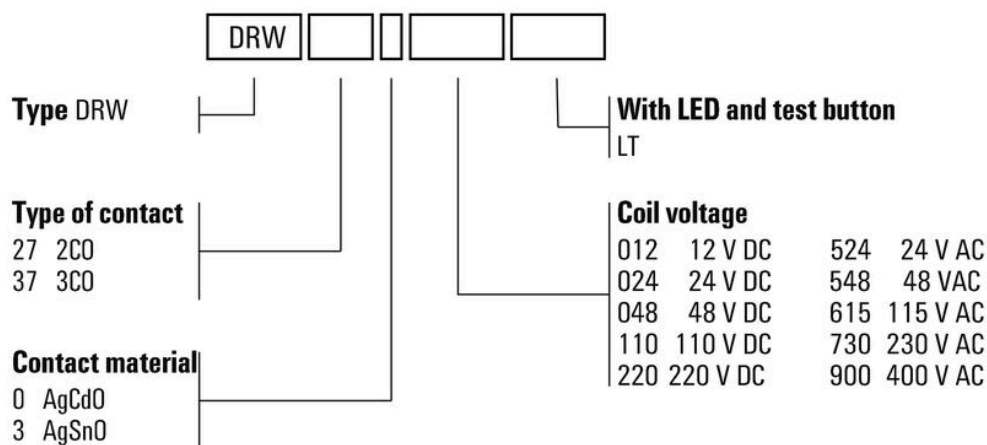 DRW
Type DRW
With LED and test button
LT
Type of contact
27 2CO
37 3CO
Coil voltage
012 12 V DC 524 24 V AC
024 24 V DC 548 48 VAC
048 48 V DC 615 115 V AC
110 110 V DC 730 230 V AC
220 220 V DC 900 400 V AC
Contact material
0 AgCdO
3 AgSnO